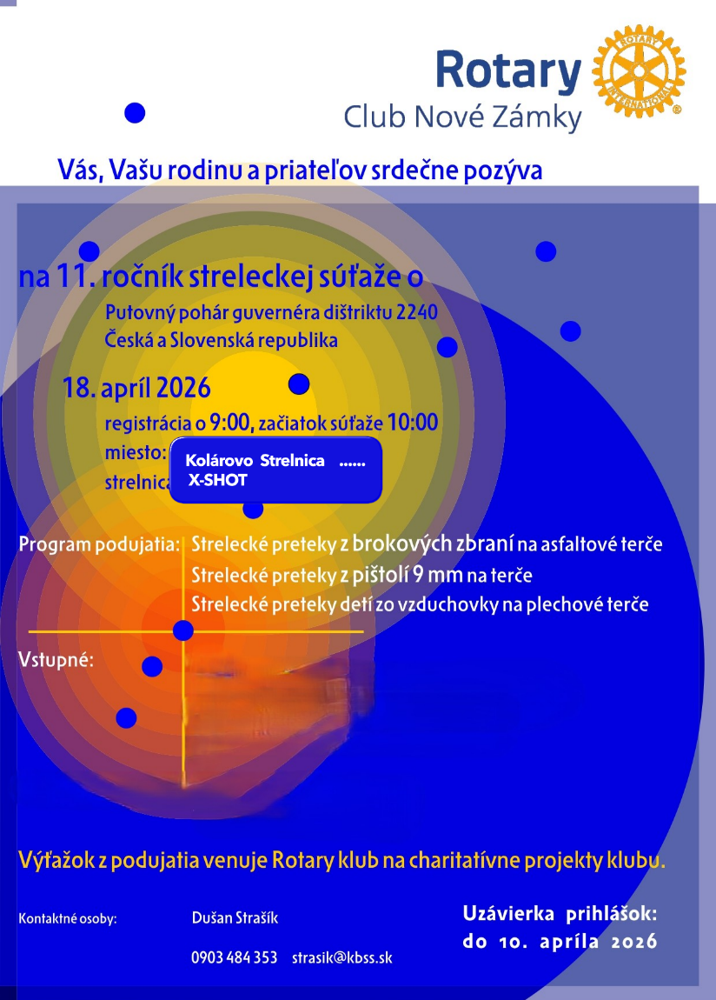 Rotary
Club Nové Zámky
ROTARY
INTERNATIONAL
®
Vás, Vašu rodinu a priateľov srdečne pozýva
na 11. ročník streleckej súťaže o
Putovný pohár guvernéra dištriktu 2240
Česká a Slovenská republika
18. apríl 2026
registrácia o 9:00, začiatok súťaže 10:00
miesto: Kolárovo Strelnica ......
strelnica X-SHOT
Program podujatia: Strelecké preteky z brokových zbraní na asfaltové terče
Strelecké preteky z pištolí 9 mm na terče
Strelecké preteky detí zo vzduchovky na plechové terče
Vstupné:
Výťažok z podujatia venuje Rotary klub na charitatívne projekty klubu.
Kontaktné osoby: Dušan Strašík
0903 484 353 strasik@kbss.sk
Uzávierka prihlášok:
do 10. apríla 2026